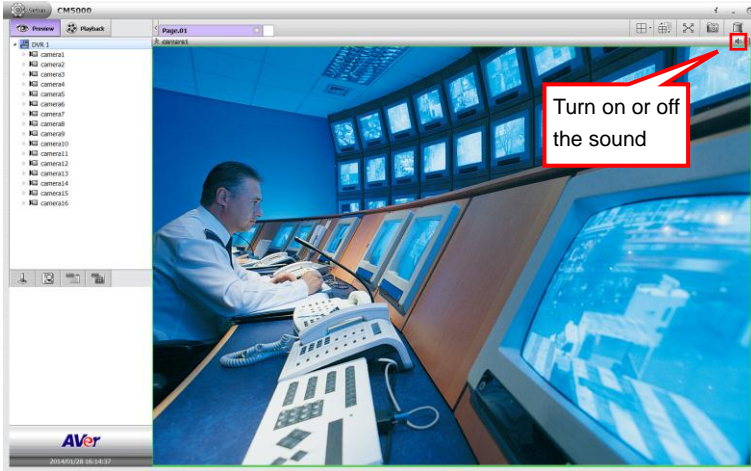 Setup CM5000
Preview Playback
Page.01
camera1
DVR 1
camera1
camera2
camera3
camera4
camera5
camera6
camera7
camera8
camera9
camera10
camera11
camera12
camera13
camera14
camera15
camera16
Turn on or off
the sound
AVer
2014/01/28 16:14:37